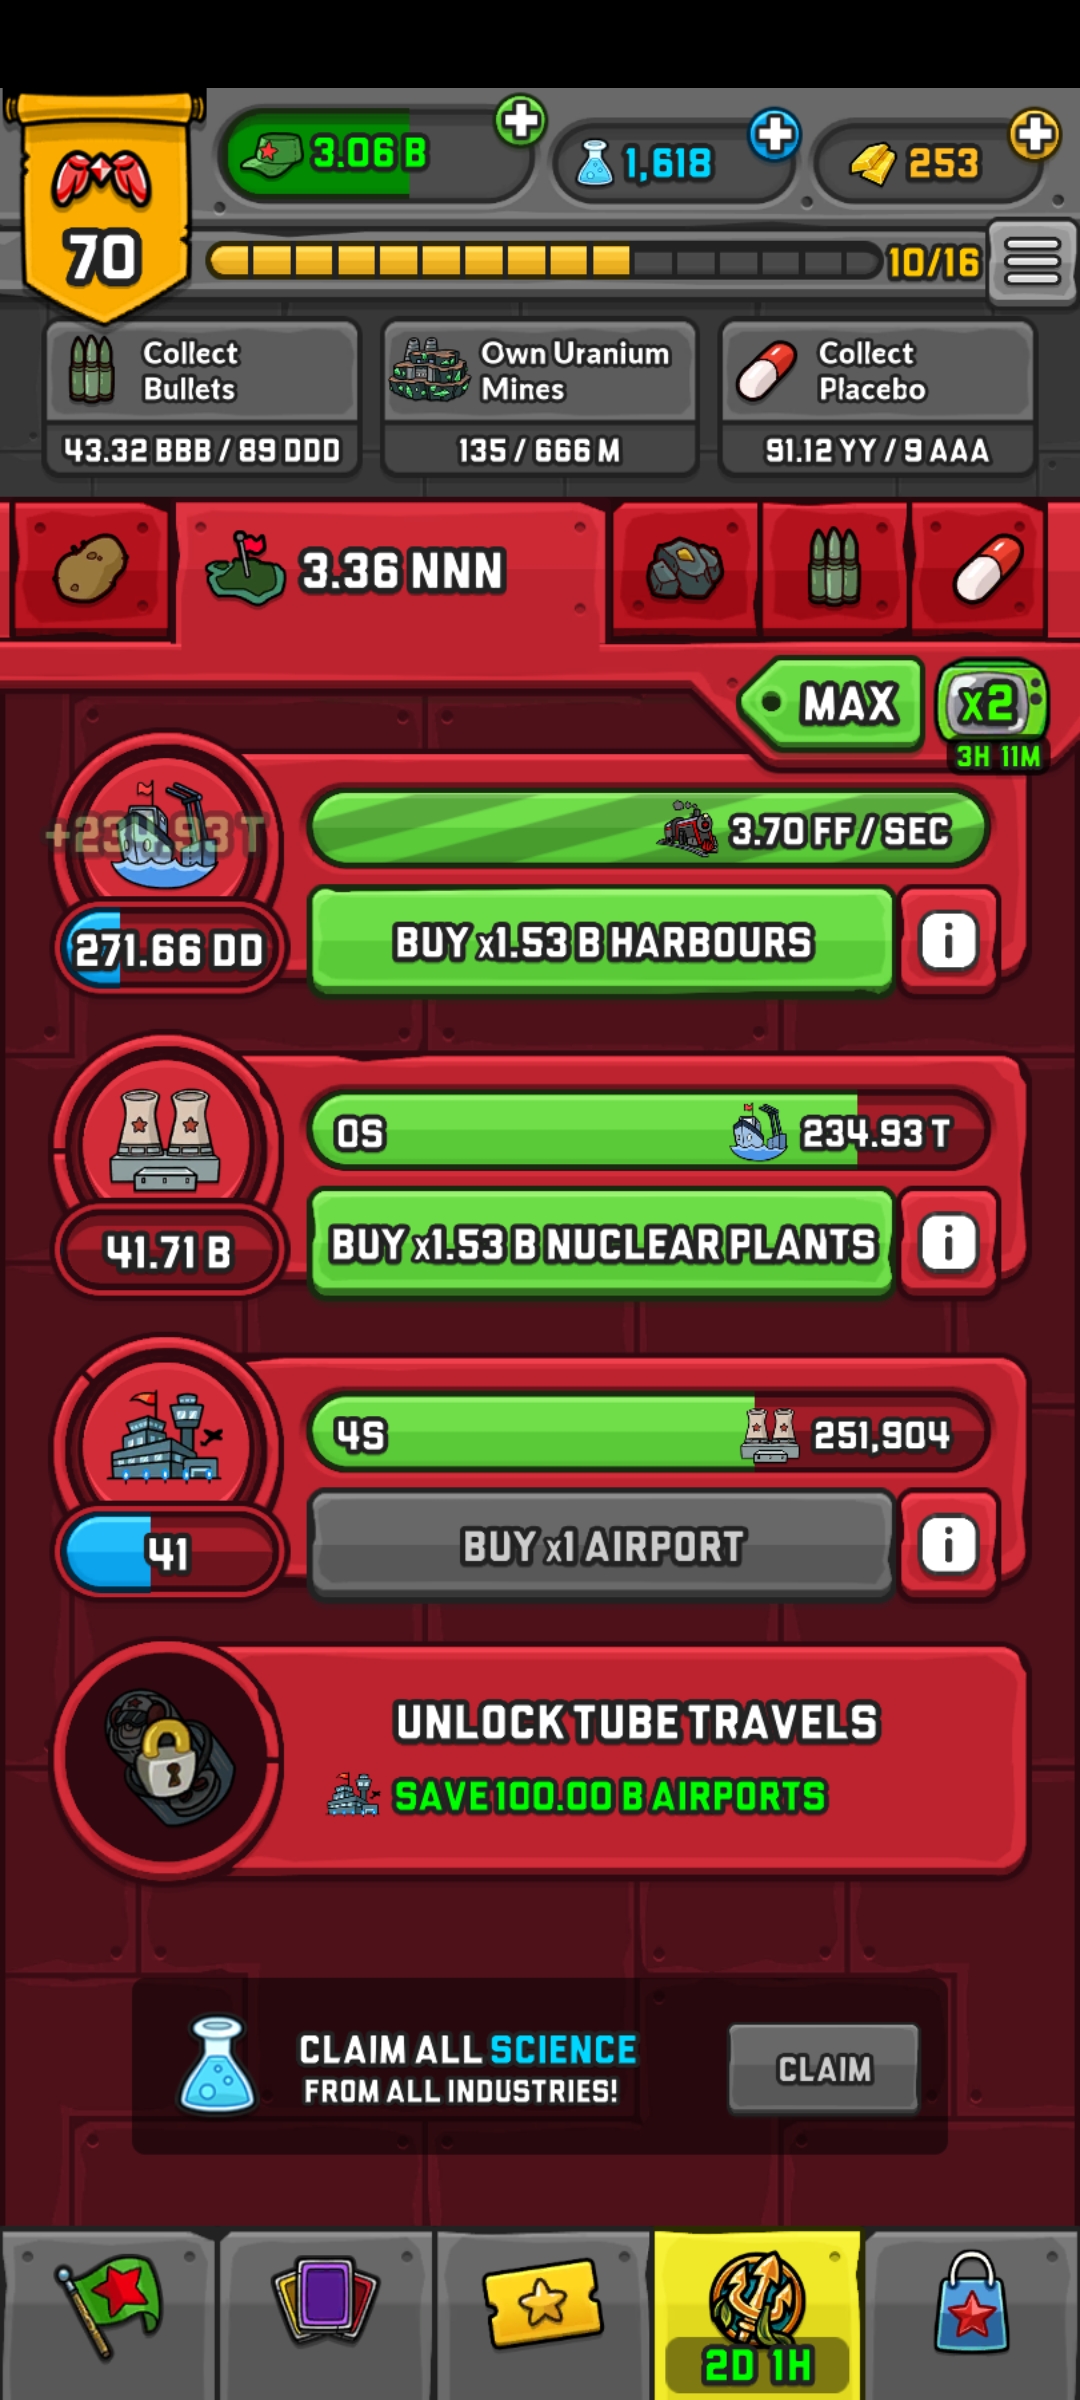 3.06 B
1,618
253
70
10/16
Collect
Bullets
43.32 BBB / 89 DDD
Own Uranium
Mines
135 / 666 M
Collect
Placebo
91.12 YY / 9 AAA
3.36 NNN
MAX
x2
3H 11M
+234.93 T
3.70 FF / SEC
271.66 DD
BUY x1.53 B HARBOURS
i
0S
234.93 T
41.71 B
BUY x1.53 B NUCLEAR PLANTS
i
4S
251,904
41
BUY x1 AIRPORT
i
UNLOCK TUBE TRAVELS
SAVE 100.00 B AIRPORTS
CLAIM ALL SCIENCE
FROM ALL INDUSTRIES!
CLAIM
2D 1H